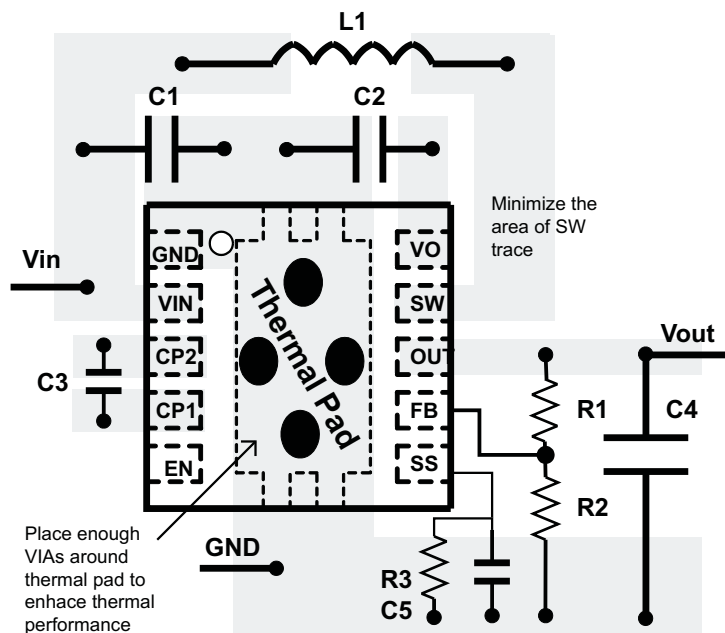 L1
C1
C2
Minimize the
area of SW
trace
Vin
GND
VO
VIN
SW
CP2
OUT
Vout
C3
CP1
FB
R1
C4
EN
SS
Thermal Pad
R2
Place enough
VIAs around
thermal pad to
enhace thermal
performance
GND
R3
C5